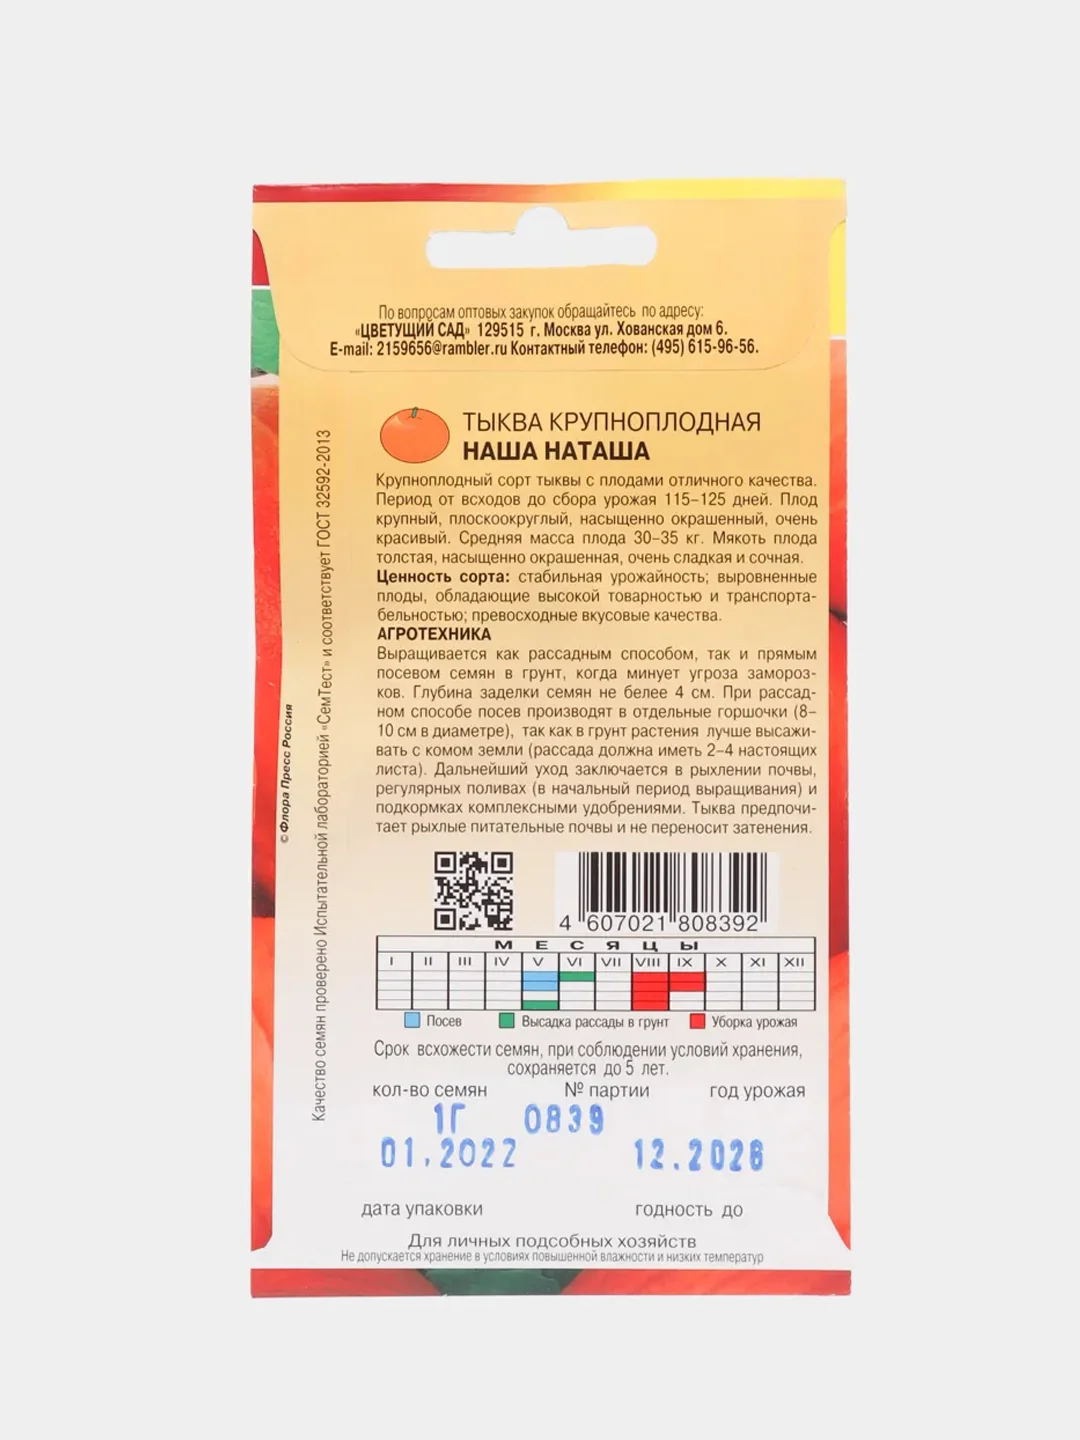 По вопросам оптовых закупок обращайтесь по адресу:
«ЦВЕТУЩИЙ САД» 129515 г. Москва ул. Хованская дом 6.
E-mail: 2159656@rambler.ru Контактный телефон: (495) 615-96-56.
ТЫКВА КРУПНОПЛОДНАЯ
НАША НАТАША
Крупноплодный сорт тыквы с плодами отличного качества.
Период от всходов до сбора урожая 115–125 дней. Плод
крупный, плоскоокруглый, насыщенно окрашенный, очень
красивый. Средняя масса плода 30–35 кг. Мякоть плода
толстая, насыщенно окрашенная, очень сладкая и сочная.
Ценность сорта: стабильная урожайность; выровненные
плоды, обладающие высокой товарностью и транспорта-
бельностью; превосходные вкусовые качества.
АГРОТЕХНИКА
Выращивается как рассадным способом, так и прямым
посевом семян в грунт, когда минует угроза замороз-
ков. Глубина заделки семян не более 4 см. При рассад-
ном способе посев производят в отдельные горшочки (8–
10 см в диаметре), так как в грунт растения лучше высажи-
вать с комом земли (рассада должна иметь 2–4 настоящих
листа). Дальнейший уход заключается в рыхлении почвы,
регулярных поливах (в начальный период выращивания) и
подкормках комплексными удобрениями. Тыква предпочи-
тает рыхлые питательные почвы и не переносит затенения.
© Флора Пресс Россия
Качество семян проверено Испытательной лабораторией «СемТест» и соответствует ГОСТ 32592-2013
4 607021 808392
МЕСЯЦЫ
I II III IV V VI VII VIII IX X XI XII
Посев Высадка рассады в грунт Уборка урожая
Срок всхожести семян, при соблюдении условий хранения,
сохраняется до 5 лет.
кол-во семян № партии год урожая
1Г 0839
01.2022 12.2026
дата упаковки годность до
Для личных подсобных хозяйств
Не допускается хранение в условиях повышенной влажности и низких температур